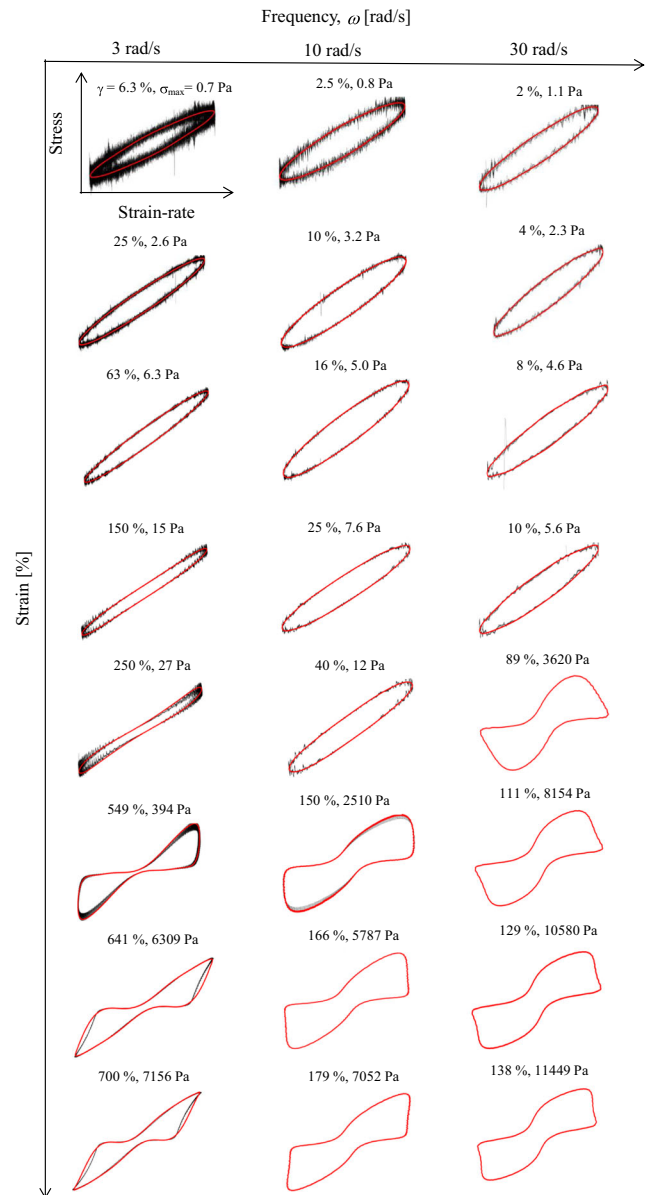 Frequency, ω [rad/s]
3 rad/s 10 rad/s 30 rad/s
γ = 6.3 %, σmax= 0.7 Pa 2.5 %, 0.8 Pa 2 %, 1.1 Pa
Stress
Strain-rate
25 %, 2.6 Pa 10 %, 3.2 Pa 4 %, 2.3 Pa
63 %, 6.3 Pa 16 %, 5.0 Pa 8 %, 4.6 Pa
150 %, 15 Pa 25 %, 7.6 Pa 10 %, 5.6 Pa
Strain [%]
250 %, 27 Pa 40 %, 12 Pa 89 %, 3620 Pa
549 %, 394 Pa 150 %, 2510 Pa 111 %, 8154 Pa
641 %, 6309 Pa 166 %, 5787 Pa 129 %, 10580 Pa
700 %, 7156 Pa 179 %, 7052 Pa 138 %, 11449 Pa